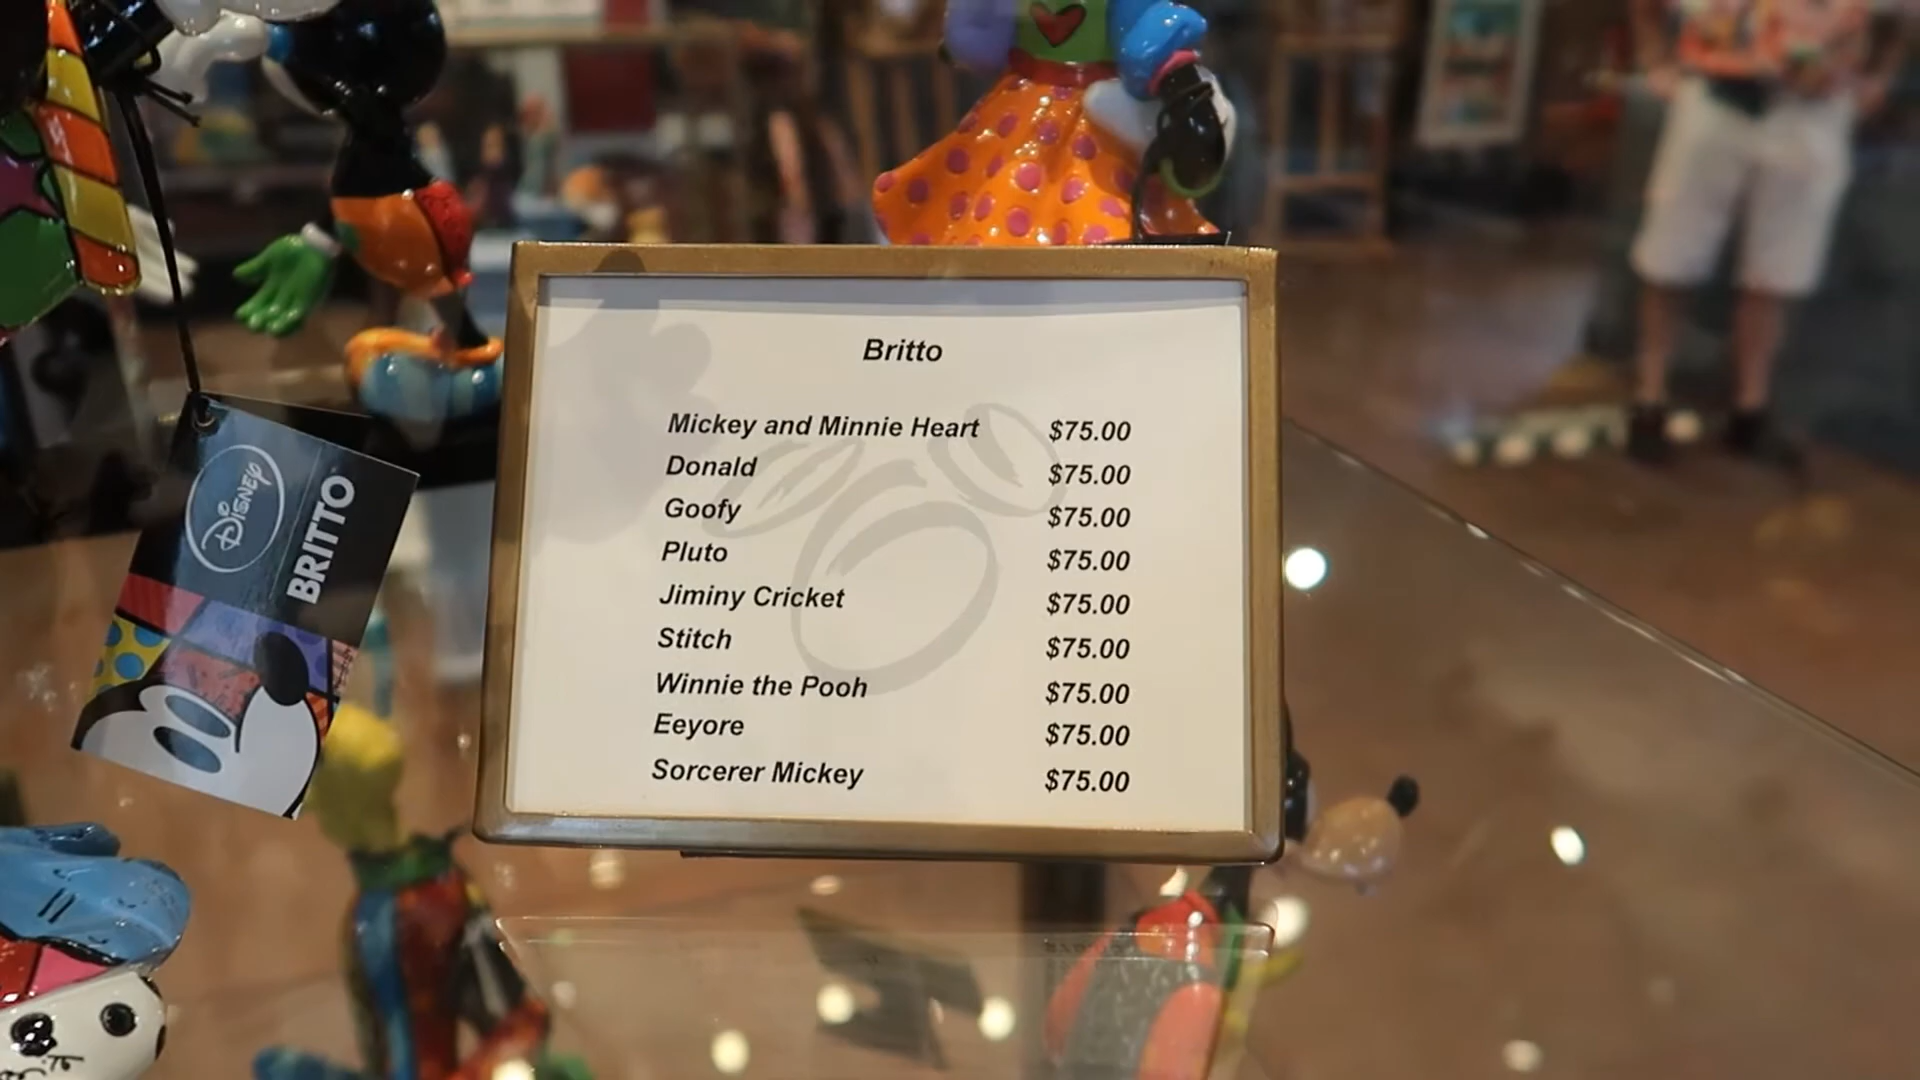 Britto
Mickey and Minnie Heart $75.00
Donald $75.00
Goofy $75.00
Pluto $75.00
Jiminy Cricket $75.00
Stitch $75.00
Winnie the Pooh $75.00
Eeyore $75.00
Sorcerer Mickey $75.00
Disney
BRITTO